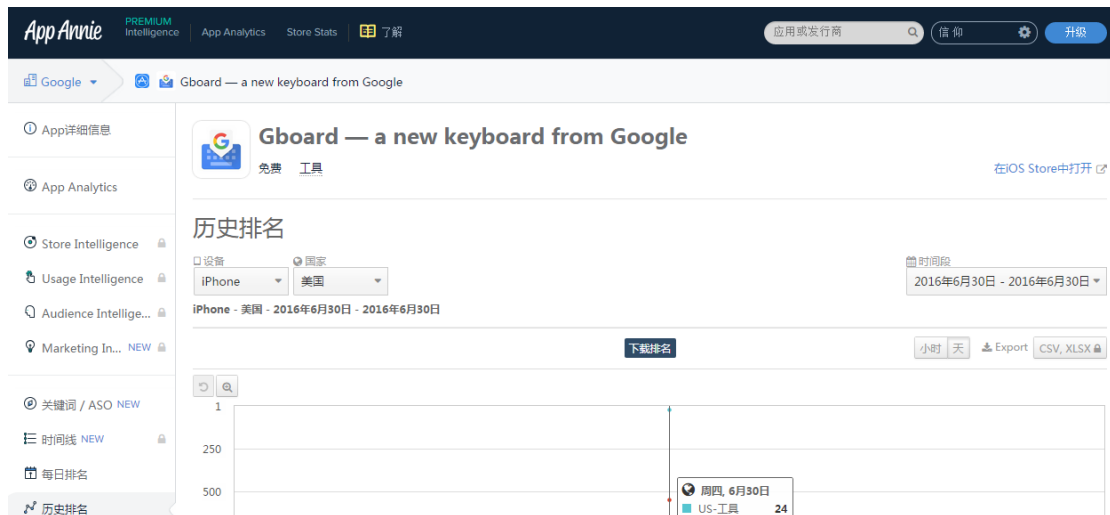 App Annie PREMIUM Intelligence App Analytics Store Stats 了解 应用或发行商 信仰 升级
Google Gboard — a new keyboard from Google
App详细信息
App Analytics
Store Intelligence
Usage Intelligence
Audience Intellige...
Marketing In... NEW
关键词 / ASO NEW
时间线 NEW
每日排名
历史排名
Gboard — a new keyboard from Google
免费 工具
在iOS Store中打开
历史排名
设备 国家 时间段
iPhone 美国 2016年6月30日 - 2016年6月30日
iPhone - 美国 - 2016年6月30日 - 2016年6月30日
下载排名 小时 天 Export CSV, XLSX
1
250
500
周四, 6月30日
US-工具 24